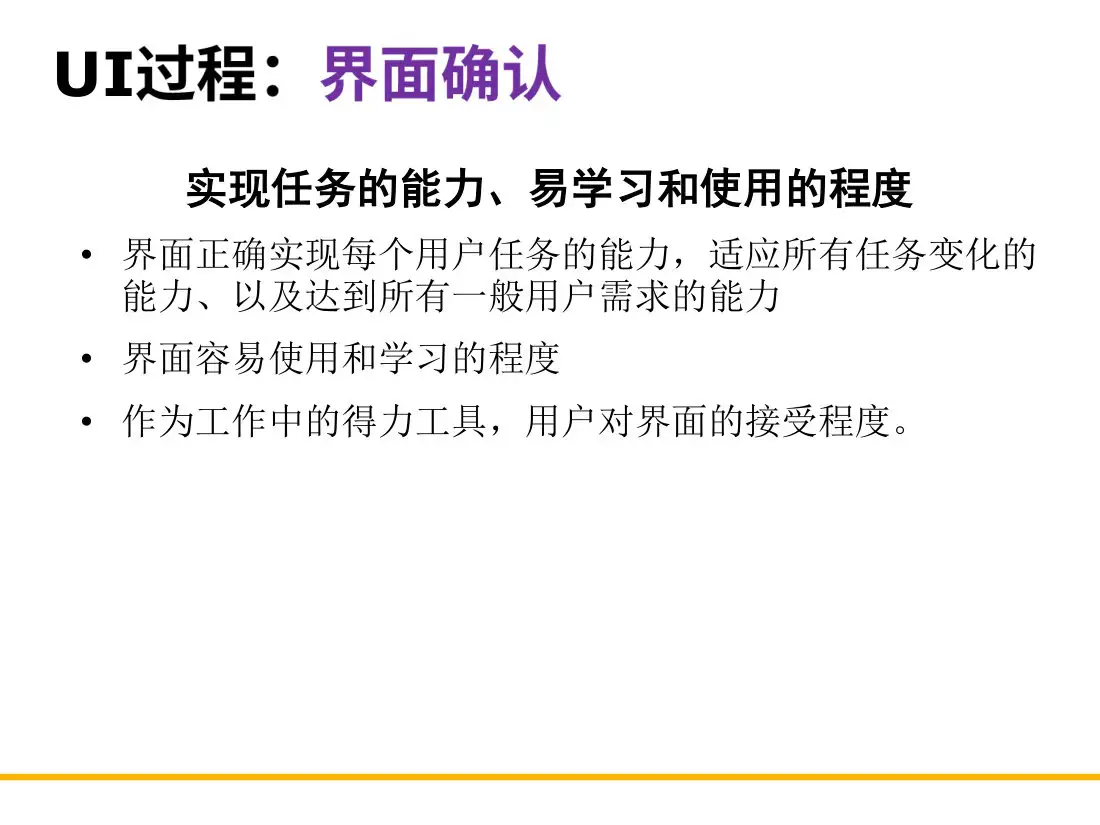 UI过程：界面确认
实现任务的能力、易学习和使用的程度
• 界面正确实现每个用户任务的能力，适应所有任务变化的
能力、以及达到所有一般用户需求的能力
• 界面容易使用和学习的程度
• 作为工作中的得力工具，用户对界面的接受程度。